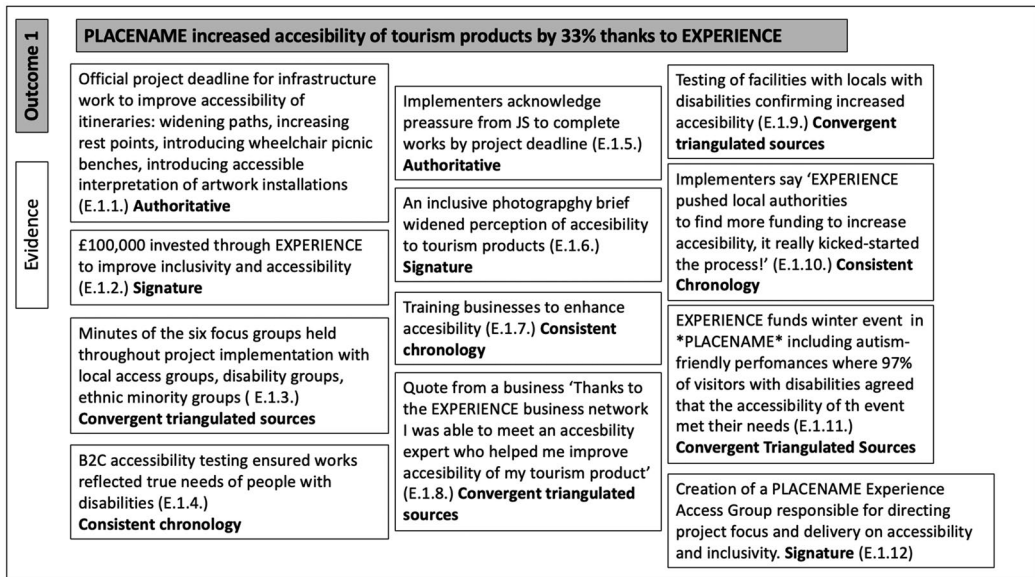 Outcome 1
PLACENAME increased accesibility of tourism products by 33% thanks to EXPERIENCE
Evidence
Official project deadline for infrastructure
work to improve accessibility of
itineraries: widening paths, increasing
rest points, introducing wheelchair picnic
benches, introducing accessible
interpretation of artwork installations
(E.1.1.) Authoritative
£100,000 invested through EXPERIENCE
to improve inclusivity and accessibility
(E.1.2.) Signature
Minutes of the six focus groups held
throughout project implementation with
local access groups, disability groups,
ethnic minority groups ( E.1.3.)
Convergent triangulated sources
B2C accessibility testing ensured works
reflected true needs of people with
disabilities (E.1.4.)
Consistent chronology
Implementers acknowledge
preassure from JS to complete
works by project deadline (E.1.5.)
Authoritative
An inclusive photograpghy brief
widened perception of accesibility
to tourism products (E.1.6.)
Signature
Training businesses to enhance
accesibility (E.1.7.) Consistent
chronology
Quote from a business ‘Thanks to
the EXPERIENCE business network
I was able to meet an accesbility
expert who helped me improve
accesibility of my tourism product’
(E.1.8.) Convergent triangulated
sources
Testing of facilities with locals with
disabilities confirming increased
accesibility (E.1.9.) Convergent
triangulated sources
Implementers say ‘EXPERIENCE
pushed local authorities
to find more funding to increase
accesibility, it really kicked-started
the process!’ (E.1.10.) Consistent
Chronology
EXPERIENCE funds winter event in
*PLACENAME* including autism-
friendly perfomances where 97%
of visitors with disabilities agreed
that the accessibility of th event
met their needs (E.1.11.)
Convergent Triangulated Sources
Creation of a PLACENAME Experience
Access Group responsible for directing
project focus and delivery on accessibility
and inclusivity. Signature (E.1.12)